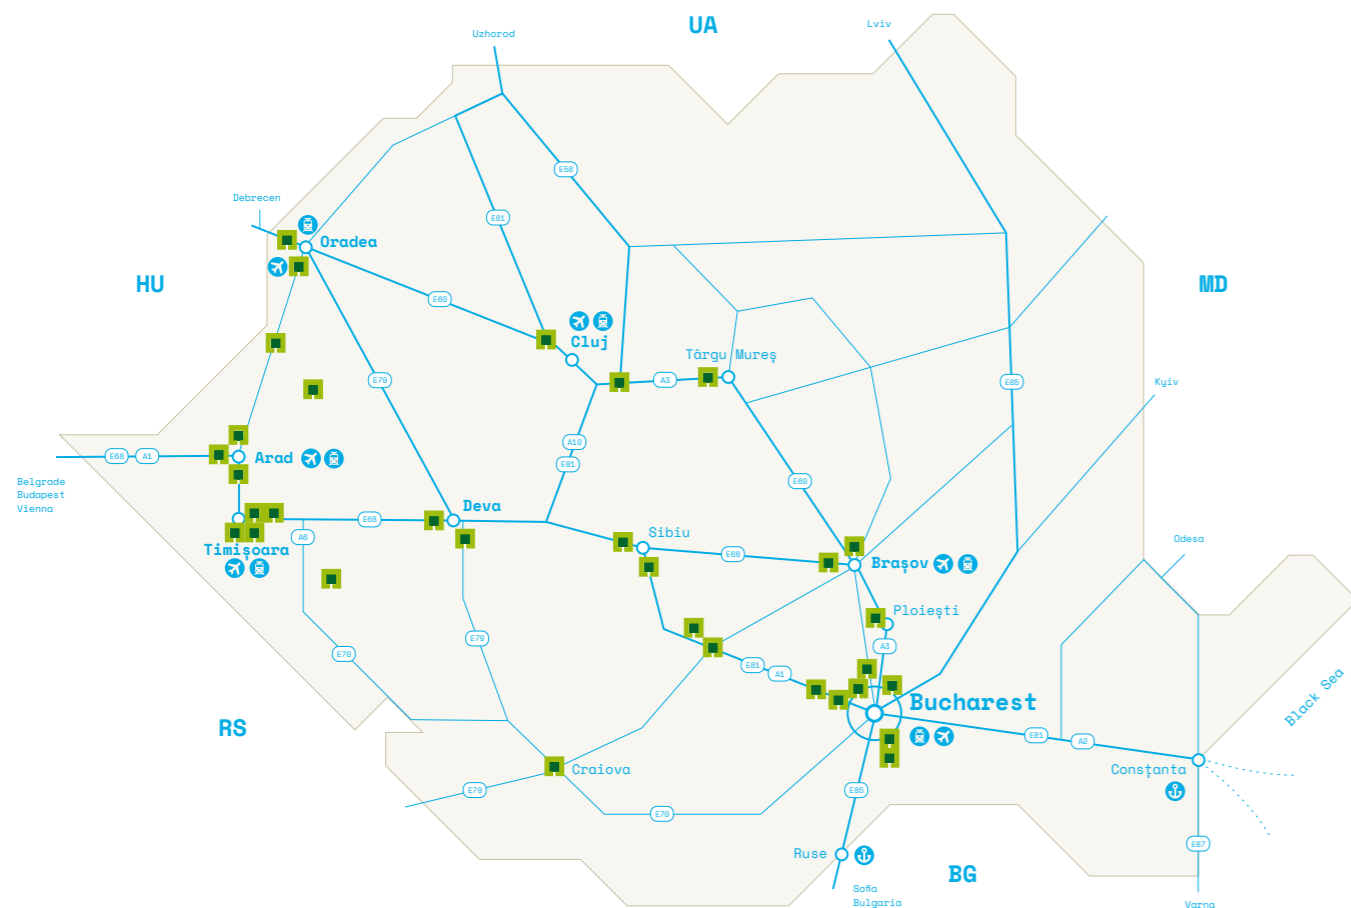 UA
Lviv
Uzhorod
E58
Debrecen
E81
Oradea
HU
MD
E60
Cluj
Târgu Mureș
E79
A3
E85
Kyiv
A10
E68
A1
Arad
E81
Belgrade
Budapest
Vienna
E60
Deva
E68
A6
Sibiu
Odesa
Timișoara
E68
Brașov
Ploiești
E79
A3
E70
E81
A1
Black Sea
Bucharest
RS
E81
A2
Craiova
Constanta
E79
E85
E70
E87
Ruse
BG
Sofia
Bulgaria
Varna